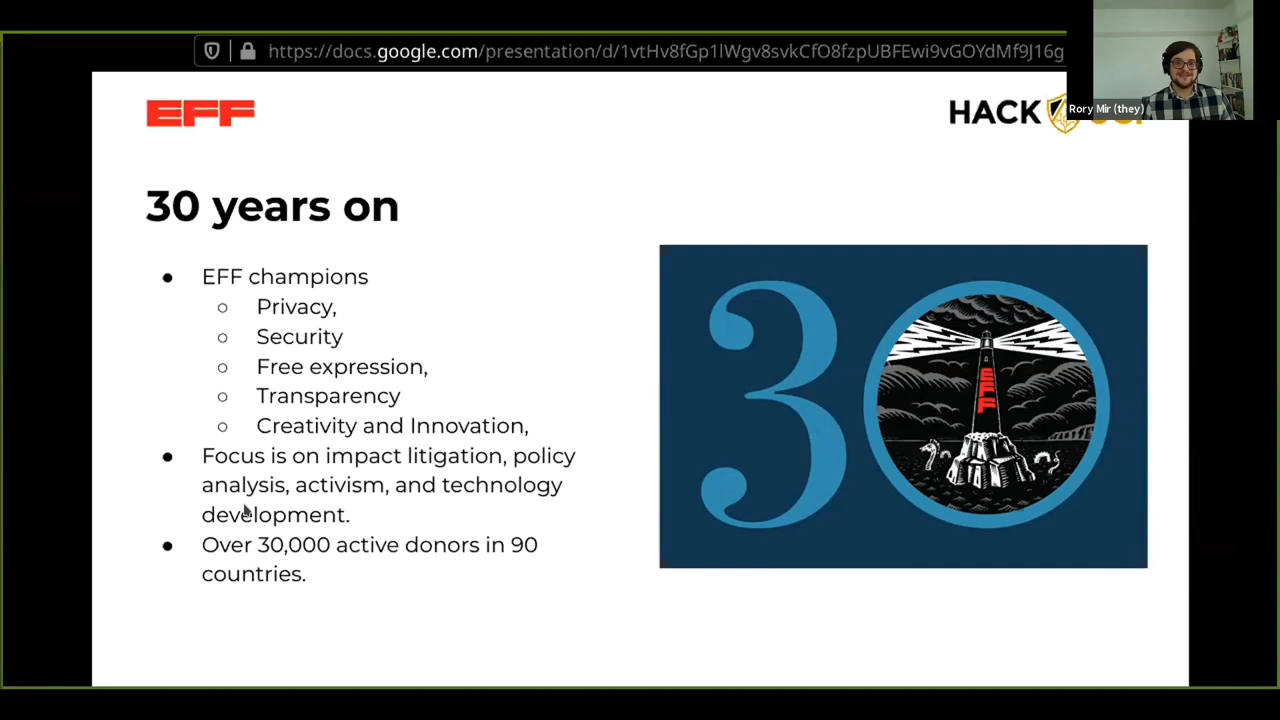 https://docs.google.com/presentation/d/1vtHv8fGp1lWgv8svkCfO8fzpUBFEwi9vGOYdMf9J16g
EFF
HACK
Rory Mir (they)
30 years on
● EFF champions
○ Privacy,
○ Security
○ Free expression,
○ Transparency
○ Creativity and Innovation,
● Focus is on impact litigation, policy
analysis, activism, and technology
development.
● Over 30,000 active donors in 90
countries.
30
EFF